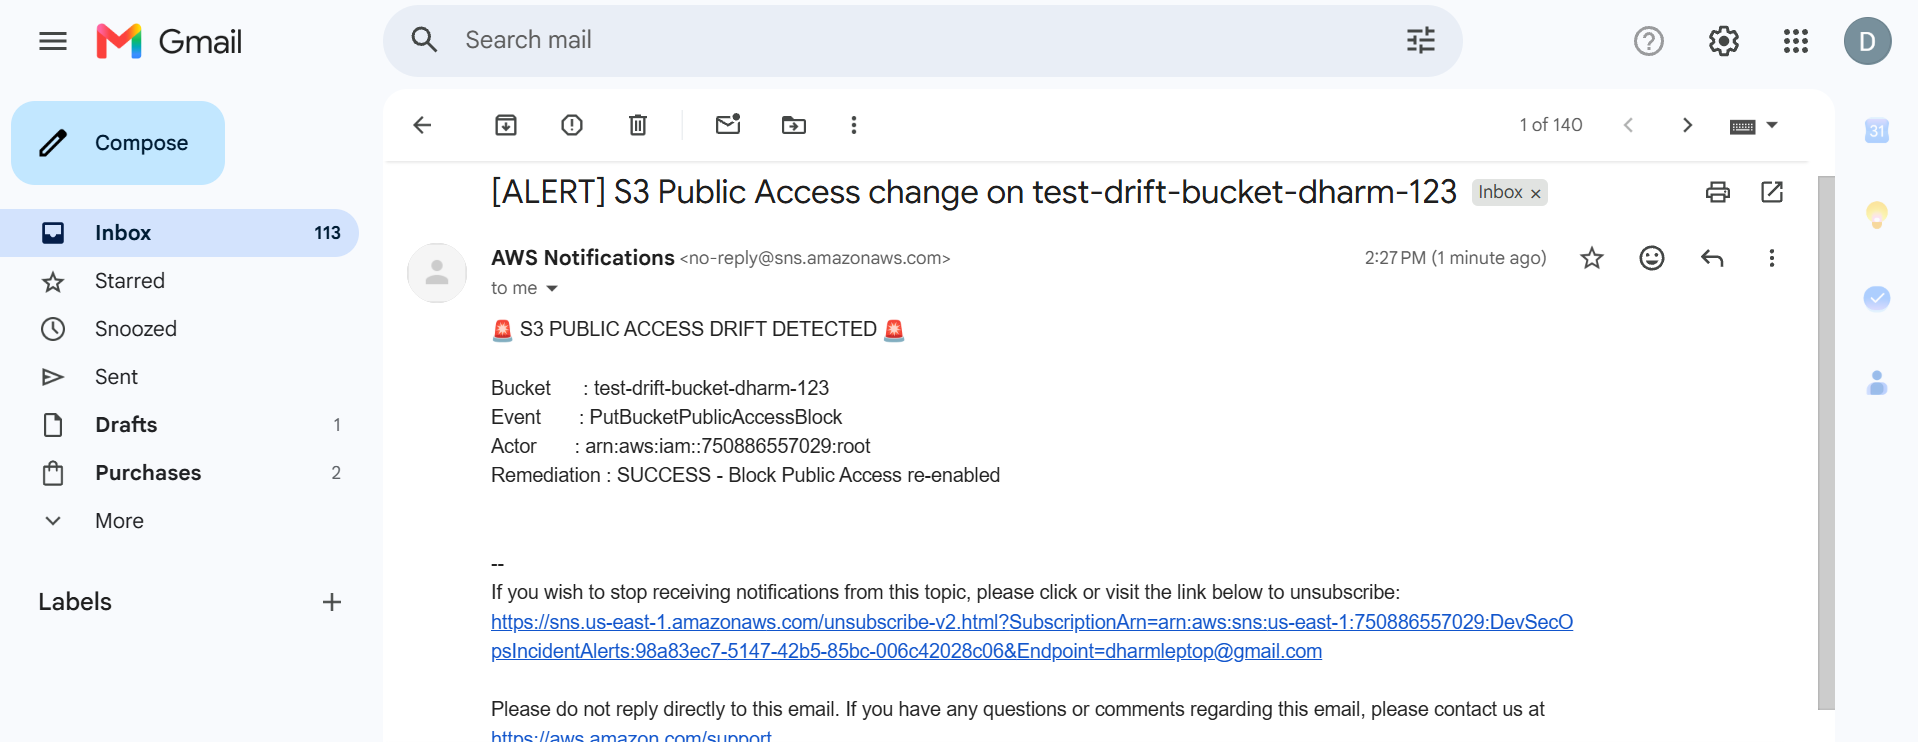 Gmail
Search mail
D
Compose
1 of 140
31
[ALERT] S3 Public Access change on test-drift-bucket-dharm-123 Inbox ×
Inbox 113
Starred
Snoozed
Sent
Drafts 1
Purchases 2
More
Labels +
AWS Notifications <no-reply@sns.amazonaws.com> 2:27 PM (1 minute ago)
to me
🚨 S3 PUBLIC ACCESS DRIFT DETECTED 🚨
Bucket : test-drift-bucket-dharm-123
Event : PutBucketPublicAccessBlock
Actor : arn:aws:iam::750886557029:root
Remediation : SUCCESS - Block Public Access re-enabled
--
If you wish to stop receiving notifications from this topic, please click or visit the link below to unsubscribe:
https://sns.us-east-1.amazonaws.com/unsubscribe-v2.html?SubscriptionArn=arn:aws:sns:us-east-1:750886557029:DevSecO
psIncidentAlerts:98a83ec7-5147-42b5-85bc-006c42028c06&Endpoint=dharmleptop@gmail.com
Please do not reply directly to this email. If you have any questions or comments regarding this email, please contact us at
https://aws.amazon.com/support